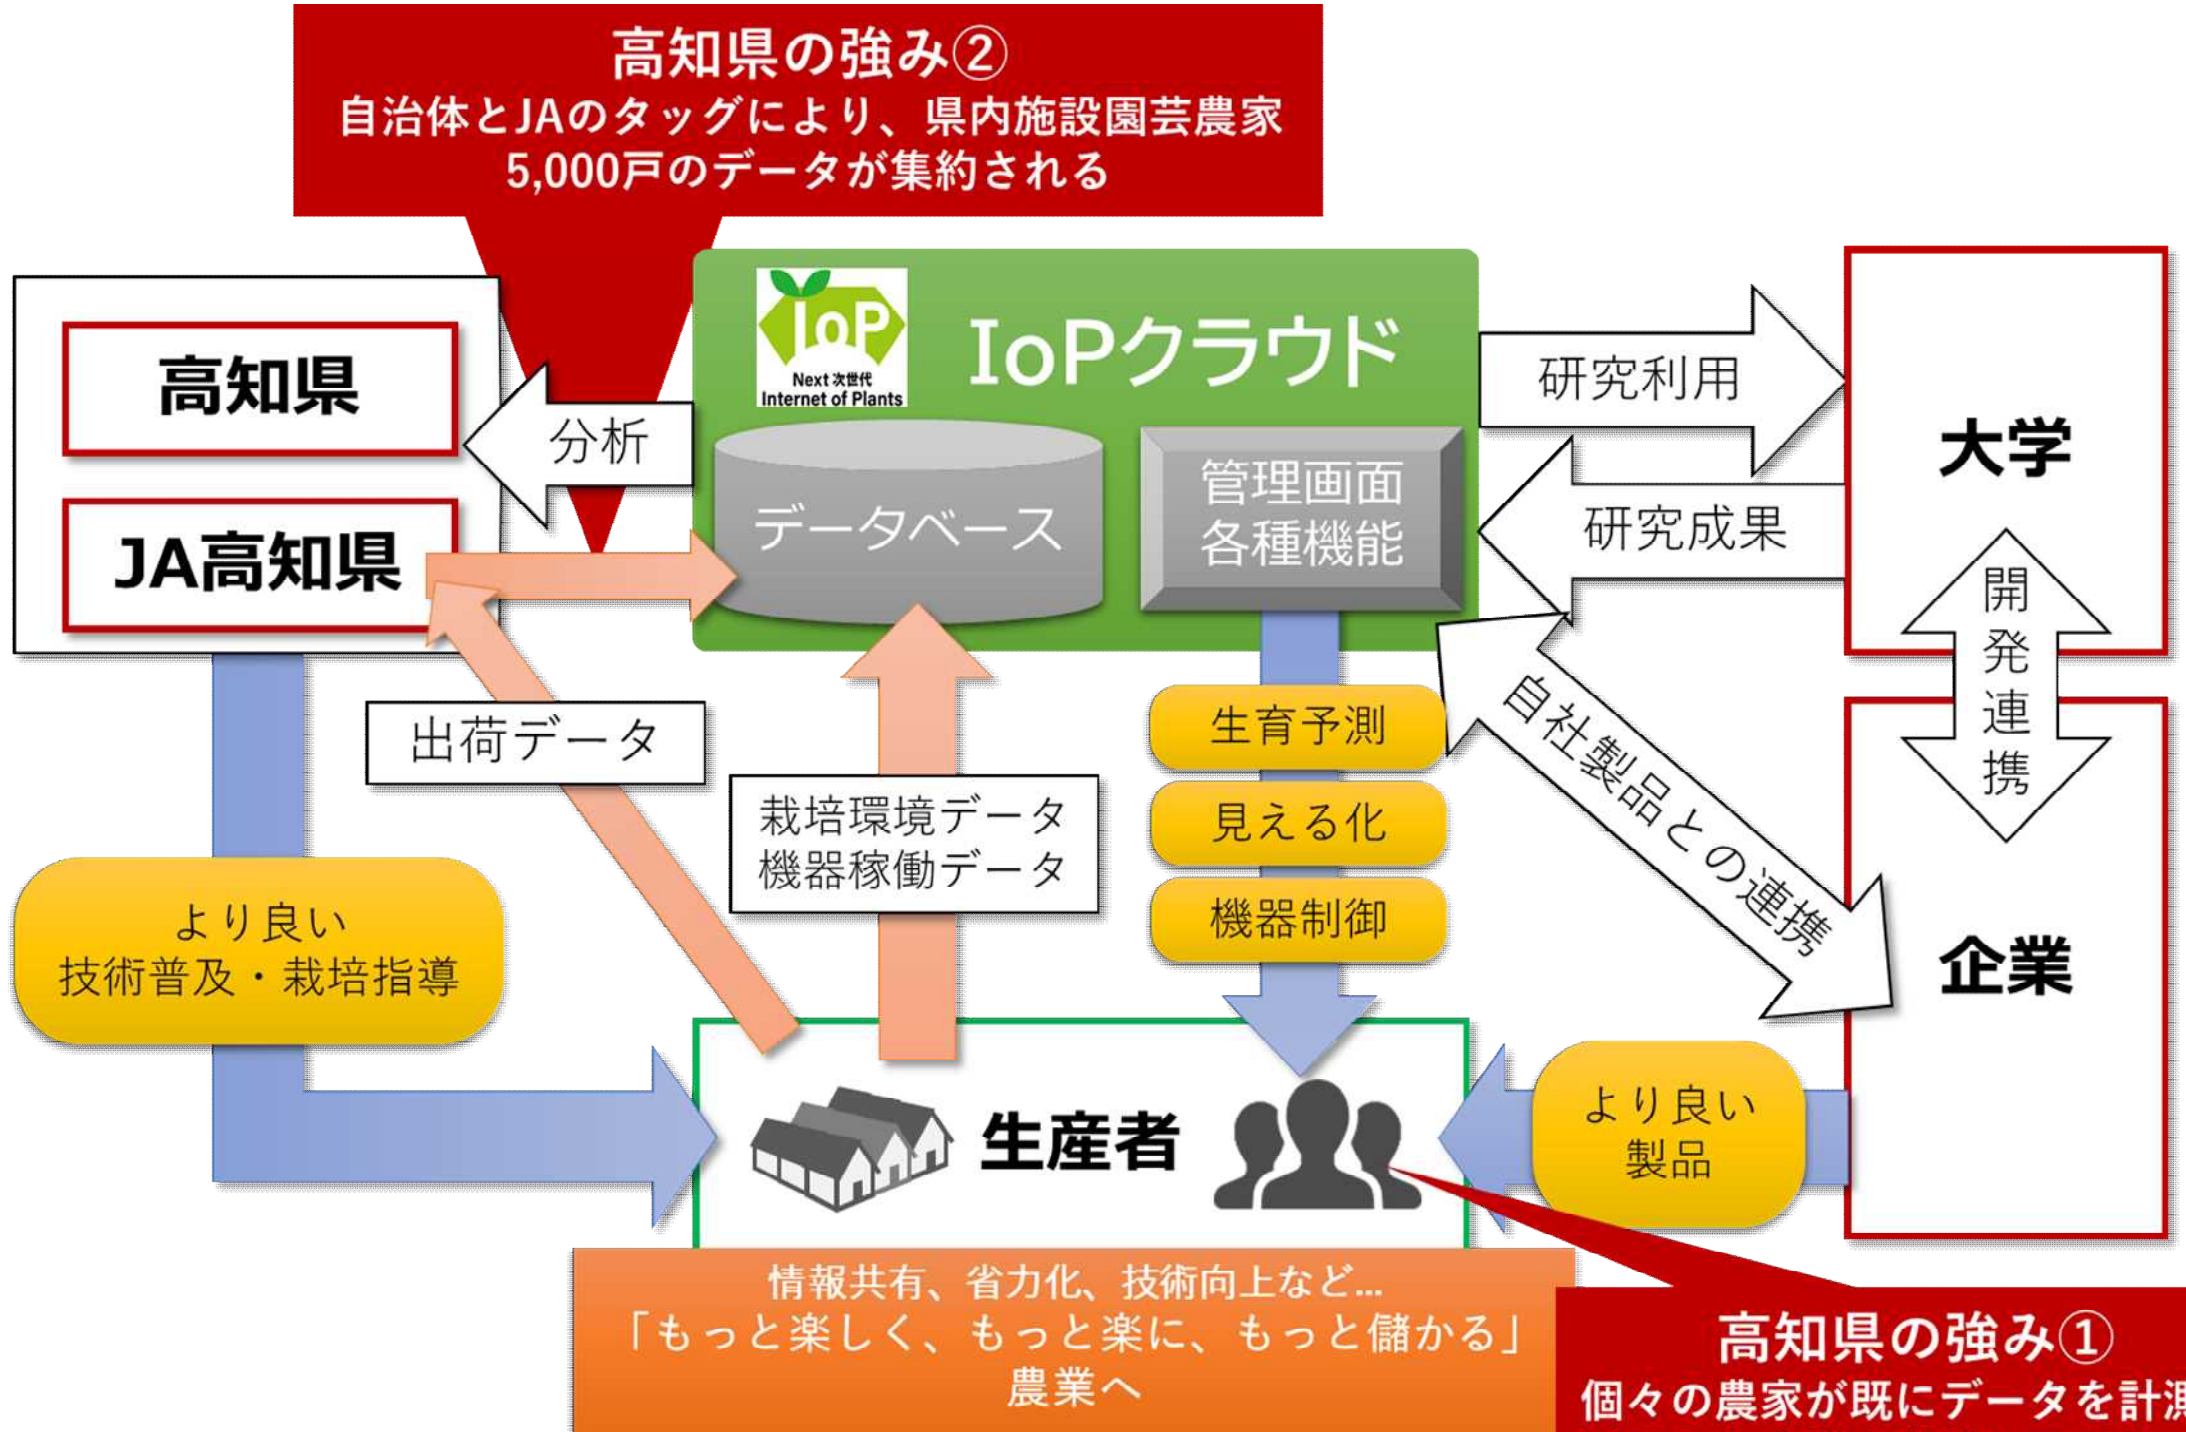 高知県の強み②
自治体とJAのタッグにより、県内施設園芸農家
5,000戸のデータが集約される
高知県
JA高知県
分析
IoP
Next 次世代
Internet of Plants
IoPクラウド
データベース
管理画面
各種機能
研究利用
研究成果
大学
開発連携
企業
自社製品との連携
出荷データ
栽培環境データ
機器稼働データ
生育予測
見える化
機器制御
より良い
技術普及・栽培指導
生産者
より良い
製品
情報共有、省力化、技術向上など...
「もっと楽しく、もっと楽に、もっと儲かる」
農業へ
高知県の強み①
個々の農家が既にデータを計測